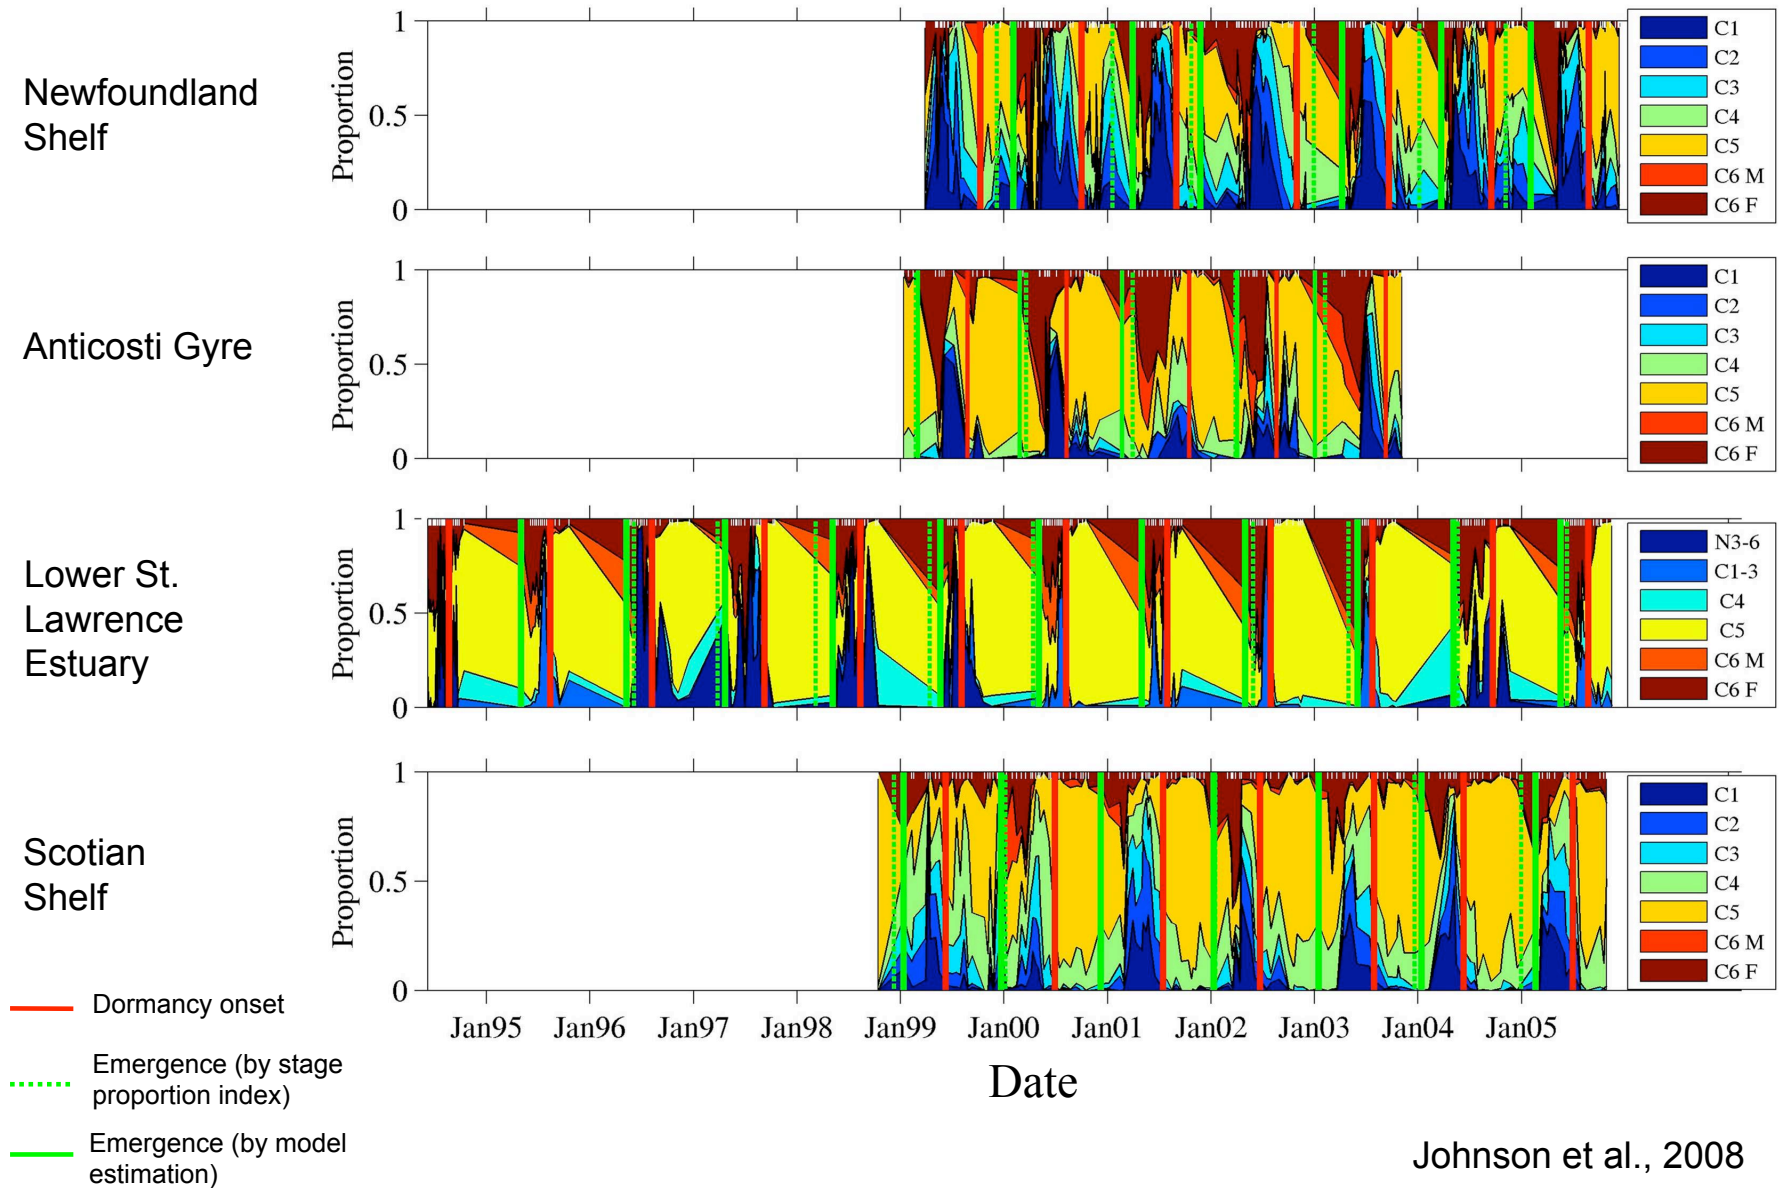 Newfoundland
Shelf
Proportion
1
0.5
0
C1
C2
C3
C4
C5
C6 M
C6 F
Anticosti Gyre
Proportion
1
0.5
0
C1
C2
C3
C4
C5
C6 M
C6 F
Lower St.
Lawrence
Estuary
Proportion
1
0.5
0
N3-6
C1-3
C4
C5
C6 M
C6 F
Scotian
Shelf
Proportion
1
0.5
0
C1
C2
C3
C4
C5
C6 M
C6 F
Jan95 Jan96 Jan97 Jan98 Jan99 Jan00 Jan01 Jan02 Jan03 Jan04 Jan05
Date
Dormancy onset
Emergence (by stage
proportion index)
Emergence (by model
estimation)
Johnson et al., 2008